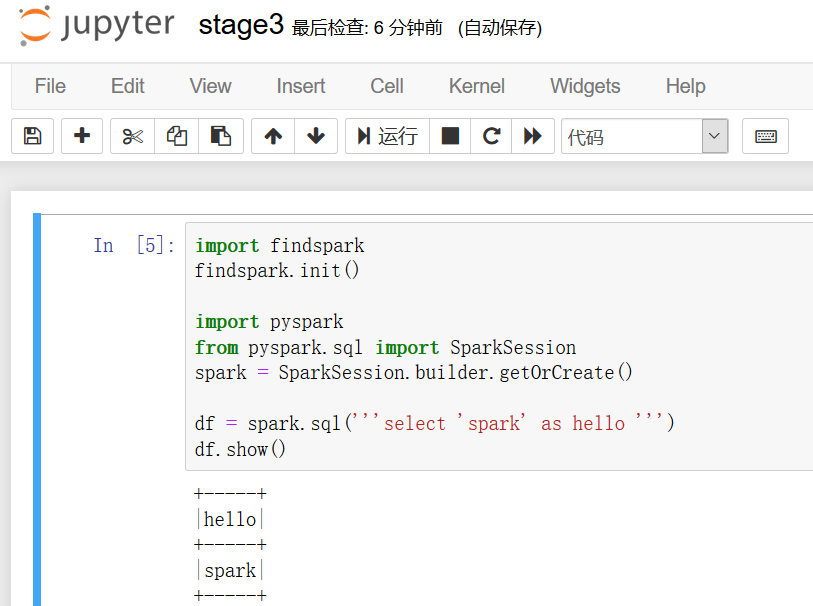 jupyter stage3 最后检查: 6 分钟前 (自动保存)
File Edit View Insert Cell Kernel Widgets Help
运行 代码
In [5]: import findspark
findspark.init()
import pyspark
from pyspark.sql import SparkSession
spark = SparkSession.builder.getOrCreate()
df = spark.sql('''select 'spark' as hello ''')
df.show()
+-----+
|hello|
+-----+
|spark|
+-----+